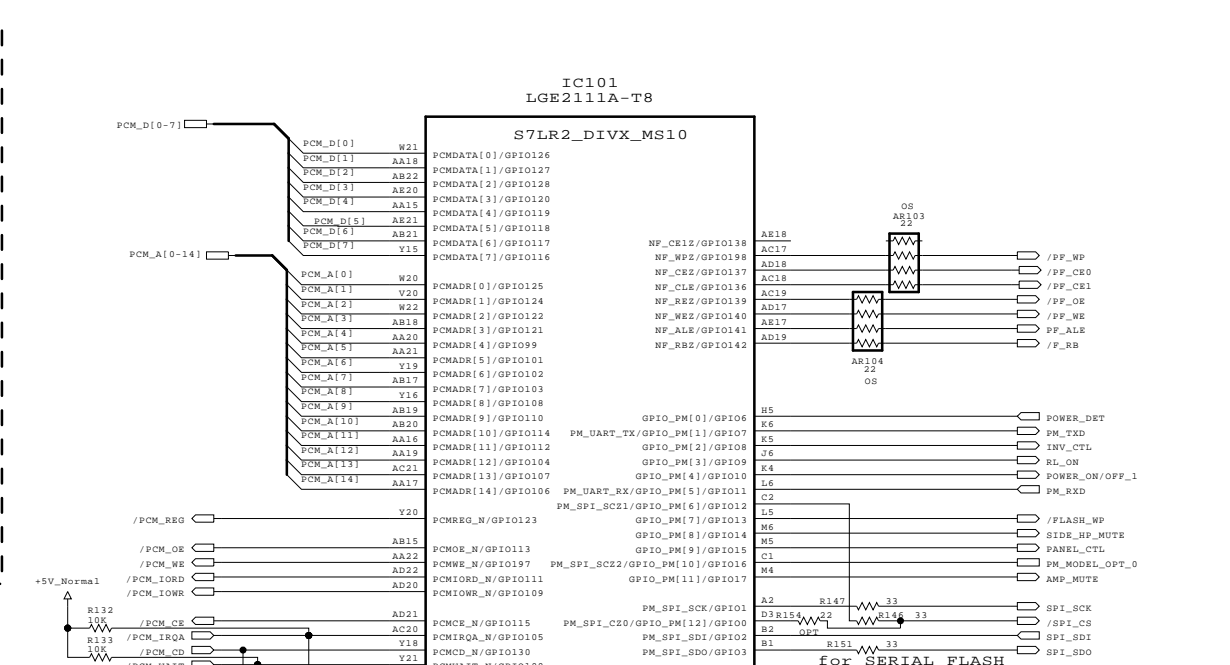 IC101
LGE2111A-T8
S7LR2_DIVX_MS10
PCM_D[0-7]
PCM_D[0] W21 PCMDATA[0]/GPIO126
PCM_D[1] AA18 PCMDATA[1]/GPIO127
PCM_D[2] AB22 PCMDATA[2]/GPIO128
PCM_D[3] AE20 PCMDATA[3]/GPIO120
PCM_D[4] AA15 PCMDATA[4]/GPIO119
PCM_D[5] AE21 PCMDATA[5]/GPIO118
PCM_D[6] AB21 PCMDATA[6]/GPIO117
PCM_D[7] Y15 PCMDATA[7]/GPIO116
PCM_A[0-14]
PCM_A[0] W20 PCMADR[0]/GPIO125
PCM_A[1] V20 PCMADR[1]/GPIO124
PCM_A[2] W22 PCMADR[2]/GPIO122
PCM_A[3] AB18 PCMADR[3]/GPIO121
PCM_A[4] AA20 PCMADR[4]/GPIO99
PCM_A[5] AA21 PCMADR[5]/GPIO101
PCM_A[6] Y19 PCMADR[6]/GPIO102
PCM_A[7] AB17 PCMADR[7]/GPIO103
PCM_A[8] Y16 PCMADR[8]/GPIO108
PCM_A[9] AB19 PCMADR[9]/GPIO110
PCM_A[10] AB20 PCMADR[10]/GPIO114
PCM_A[11] AA16 PCMADR[11]/GPIO112
PCM_A[12] AA19 PCMADR[12]/GPIO104
PCM_A[13] AC21 PCMADR[13]/GPIO107
PCM_A[14] AA17 PCMADR[14]/GPIO106
/PCM_REG Y20 PCMREG_N/GPIO123
/PCM_OE AB15 PCMOE_N/GPIO113
/PCM_WE AA22 PCMWE_N/GPIO197
/PCM_IORD AD22 PCMIORD_N/GPIO111
/PCM_IOWR AD20 PCMIOWR_N/GPIO109
+5V_Normal
R132
10K
/PCM_CE AD21 PCMCE_N/GPIO115
/PCM_IRQA AC20 PCMIRQA_N/GPIO105
R133
10K
/PCM_CD Y18 PCMCD_N/GPIO130
Y21
OS
AR103
22
NF_CE1Z/GPIO138 AE18
NF_WPZ/GPIO198 AC17 /PF_WP
NF_CEZ/GPIO137 AD18 /PF_CE0
NF_CLE/GPIO136 AC18 /PF_CE1
NF_REZ/GPIO139 AC19 /PF_OE
NF_WEZ/GPIO140 AD17 /PF_WE
NF_ALE/GPIO141 AE17 PF_ALE
NF_RBZ/GPIO142 AD19 /F_RB
AR104
22
OS
GPIO_PM[0]/GPIO6 H5 POWER_DET
PM_UART_TX/GPIO_PM[1]/GPIO7 K6 PM_TXD
GPIO_PM[2]/GPIO8 K5 INV_CTL
GPIO_PM[3]/GPIO9 J6 RL_ON
GPIO_PM[4]/GPIO10 K4 POWER_ON/OFF_1
PM_UART_RX/GPIO_PM[5]/GPIO11 L6 PM_RXD
PM_SPI_SCZ1/GPIO_PM[6]/GPIO12 C2
GPIO_PM[7]/GPIO13 L5 /FLASH_WP
GPIO_PM[8]/GPIO14 M6 SIDE_HP_MUTE
GPIO_PM[9]/GPIO15 M5 PANEL_CTL
PM_SPI_SCZ2/GPIO_PM[10]/GPIO16 C1 PM_MODEL_OPT_0
GPIO_PM[11]/GPIO17 M4 AMP_MUTE
PM_SPI_SCK/GPIO1 A2 R147 33 SPI_SCK
PM_SPI_CZ0/GPIO_PM[12]/GPIO0 D3 R154 22 OPT R146 33 /SPI_CS
PM_SPI_SDI/GPIO2 B2 SPI_SDI
PM_SPI_SDO/GPIO3 B1 R151 33 SPI_SDO
for SERIAL FLASH